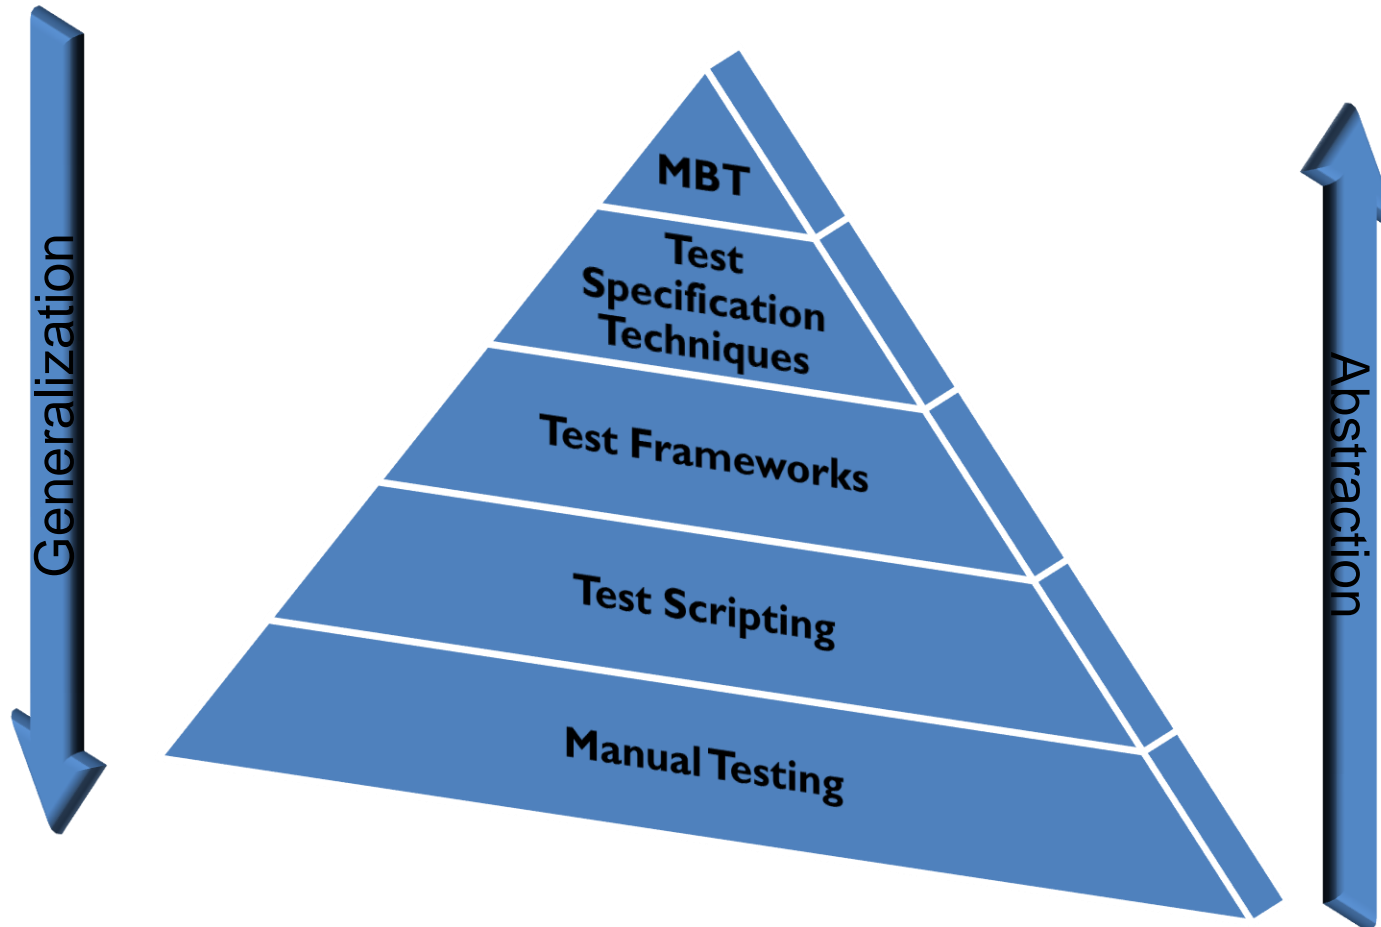 Generalization
MBT
Test
Specification
Techniques
Test Frameworks
Test Scripting
Manual Testing
Abstraction